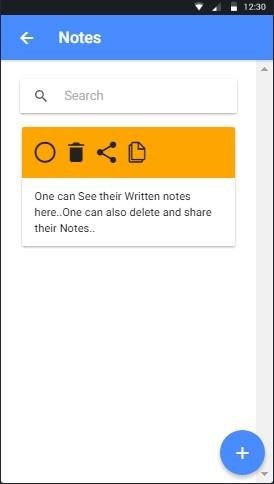 12:30
Notes
Search
One can See their Written notes
here..One can also delete and share
their Notes..